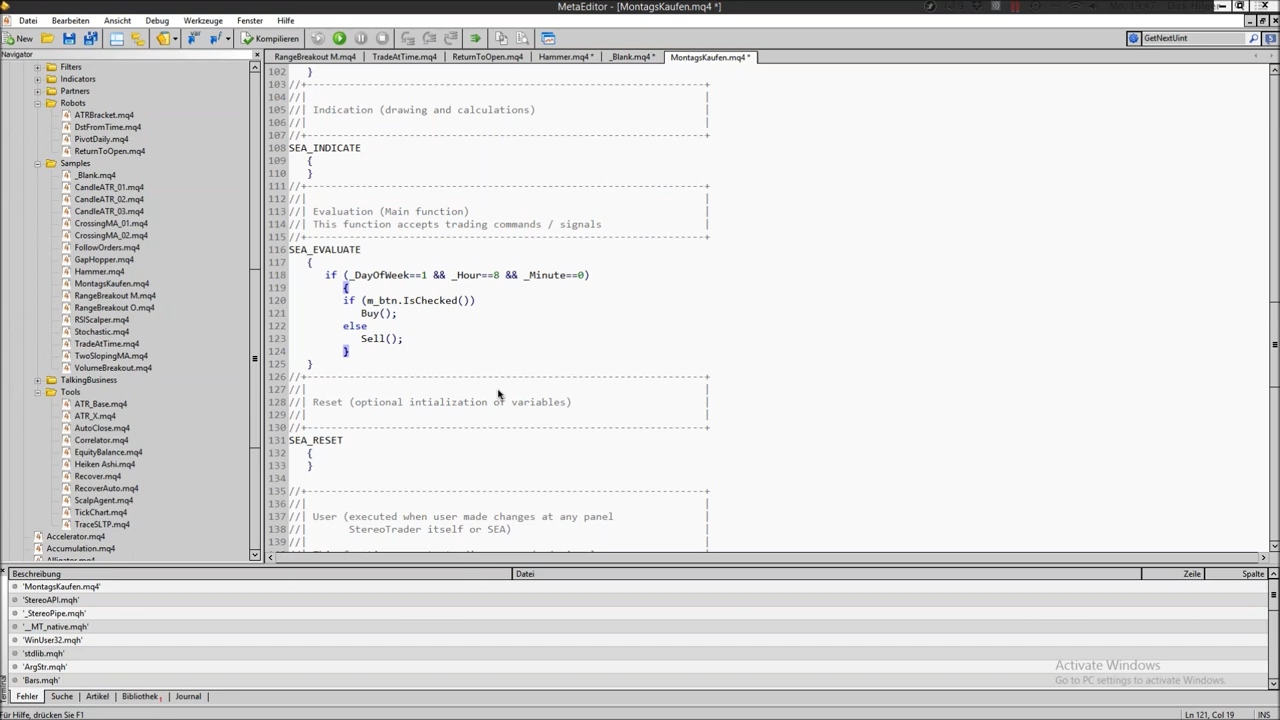 MetaEditor - [MontagsKaufen.mq4 *]
Datei Bearbeiten Ansicht Debug Werkzeuge Fenster Hilfe
New Kompilieren GetNextUint
Navigator
RangeBreakout M.mq4 TradeAtTime.mq4 ReturnToOpen.mq4 Hammer.mq4 * _Blank.mq4 * MontagsKaufen.mq4 *
Filters
Indicators
Partners
Robots
ATRBracket.mq4
DstFromTime.mq4
PivotDaily.mq4
ReturnToOpen.mq4
Samples
_Blank.mq4
CandleATR_01.mq4
CandleATR_02.mq4
CandleATR_03.mq4
CrossingMA_01.mq4
CrossingMA_02.mq4
FollowOrders.mq4
GapHopper.mq4
Hammer.mq4
MontagsKaufen.mq4
RangeBreakout M.mq4
RangeBreakout O.mq4
RSIScalper.mq4
Stochastic.mq4
TradeAtTime.mq4
TwoSlopingMA.mq4
VolumeBreakout.mq4
TalkingBusiness
Tools
ATR_Base.mq4
ATR_X.mq4
AutoClose.mq4
Correlator.mq4
EquityBalance.mq4
Heiken Ashi.mq4
Recover.mq4
RecoverAuto.mq4
ScalpAgent.mq4
TickChart.mq4
TraceSLTP.mq4
Accelerator.mq4
Accumulation.mq4
Alligator.mq4
102 }
103 //+------------------------------------------------------------------+
104 //| |
105 //| Indication (drawing and calculations) |
106 //| |
107 //+------------------------------------------------------------------+
108 SEA_INDICATE
109 {
110 }
111 //+------------------------------------------------------------------+
112 //| |
113 //| Evaluation (Main function) |
114 //| This function accepts trading commands / signals |
115 //+------------------------------------------------------------------+
116 SEA_EVALUATE
117 {
118 if (_DayOfWeek==1 && _Hour==8 && _Minute==0)
119 {
120 if (m_btn.IsChecked())
121 Buy();
122 else
123 Sell();
124 }
125 }
126 //+------------------------------------------------------------------+
127 //| |
128 //| Reset (optional intialization of variables) |
129 //| |
130 //+------------------------------------------------------------------+
131 SEA_RESET
132 {
133 }
134
135 //+------------------------------------------------------------------+
136 //| |
137 //| User (executed when user made changes at any panel |
138 //| StereoTrader itself or SEA) |
139 //| |
Beschreibung Datei Zeile Spalte
'MontagsKaufen.mq4'
'StereoAPI.mqh'
'_StereoPipe.mqh'
'__MT_native.mqh'
'WinUser32.mqh'
'stdlib.mqh'
'ArgStr.mqh'
'Bars.mqh'
Activate Windows
Go to PC settings to activate Windows.
Terminal
Fehler Suche Artikel Bibliothek Journal
Für Hilfe, drücken Sie F1 Ln 121, Col 19 INS